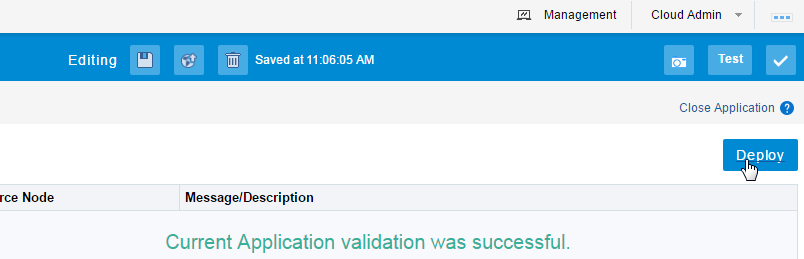 Management Cloud Admin
Editing Saved at 11:06:05 AM Test
Close Application ?
Deploy
rce Node Message/Description
Current Application validation was successful.